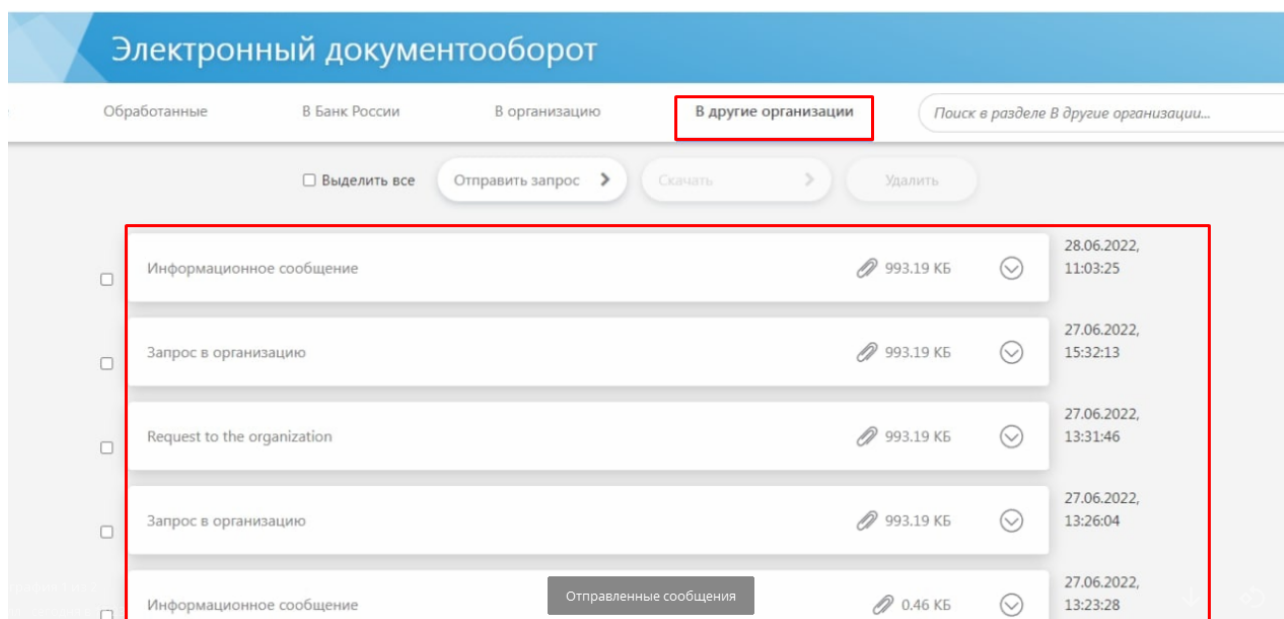 Электронный документооборот
Обработанные В Банк России В организацию В другие организации Поиск в разделе В другие организации...
Выделить все Отправить запрос Скачать Удалить
Информационное сообщение 993.19 КБ 28.06.2022,
11:03:25
Запрос в организацию 993.19 КБ 27.06.2022,
15:32:13
Request to the organization 993.19 КБ 27.06.2022,
13:31:46
Запрос в организацию 993.19 КБ 27.06.2022,
13:26:04
Информационное сообщение 0.46 КБ 27.06.2022,
13:23:28
Отправленные сообщения